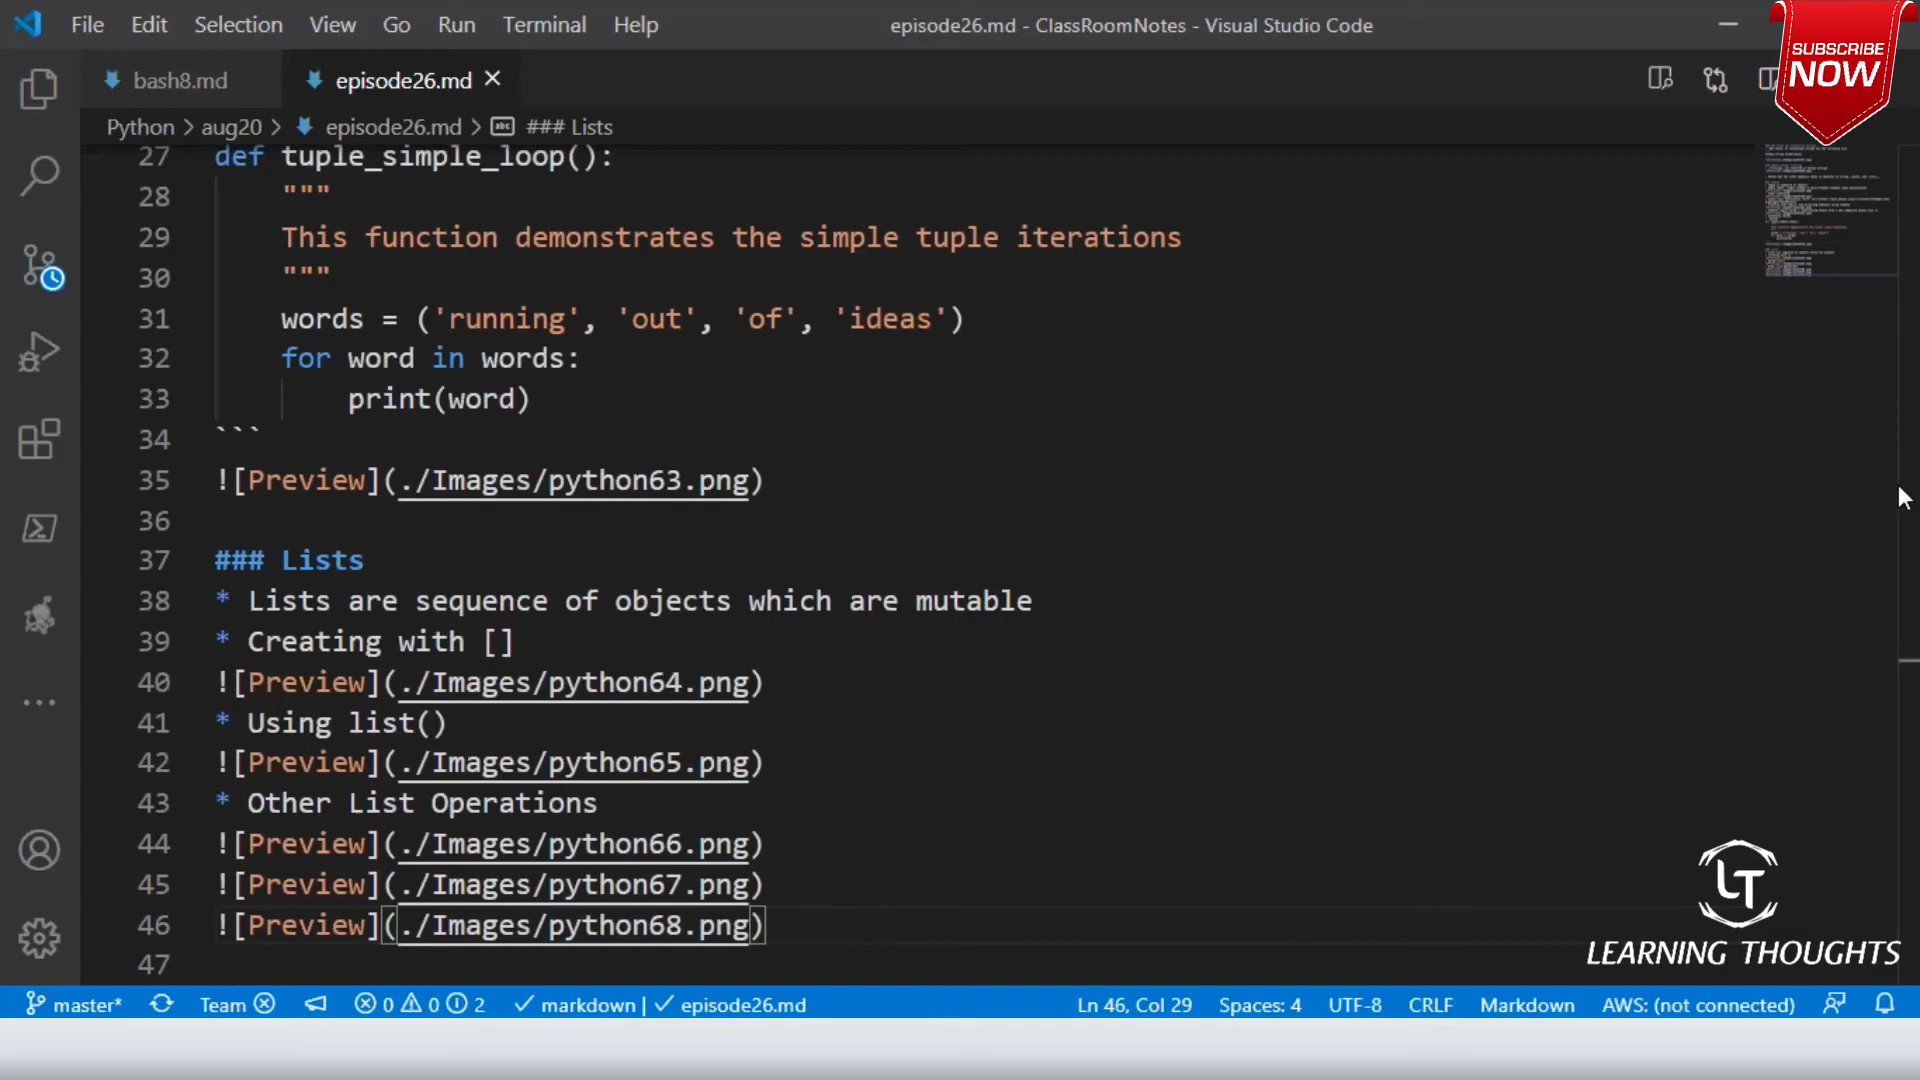 File Edit Selection View Go Run Terminal Help episode26.md - ClassRoomNotes - Visual Studio Code
SUBSCRIBE
NOW
bash8.md episode26.md
Python > aug20 > episode26.md > abc ### Lists
27 def tuple_simple_loop():
28 """
29 This function demonstrates the simple tuple iterations
30 """
31 words = ('running', 'out', 'of', 'ideas')
32 for word in words:
33 print(word)
34 ```
35 ![Preview](./Images/python63.png)
36
37 ### Lists
38 * Lists are sequence of objects which are mutable
39 * Creating with []
40 ![Preview](./Images/python64.png)
41 * Using list()
42 ![Preview](./Images/python65.png)
43 * Other List Operations
44 ![Preview](./Images/python66.png)
45 ![Preview](./Images/python67.png)
46 ![Preview](./Images/python68.png)
47
LT
LEARNING THOUGHTS
master* Team 0 0 2 markdown | episode26.md Ln 46, Col 29 Spaces: 4 UTF-8 CRLF Markdown AWS: (not connected)